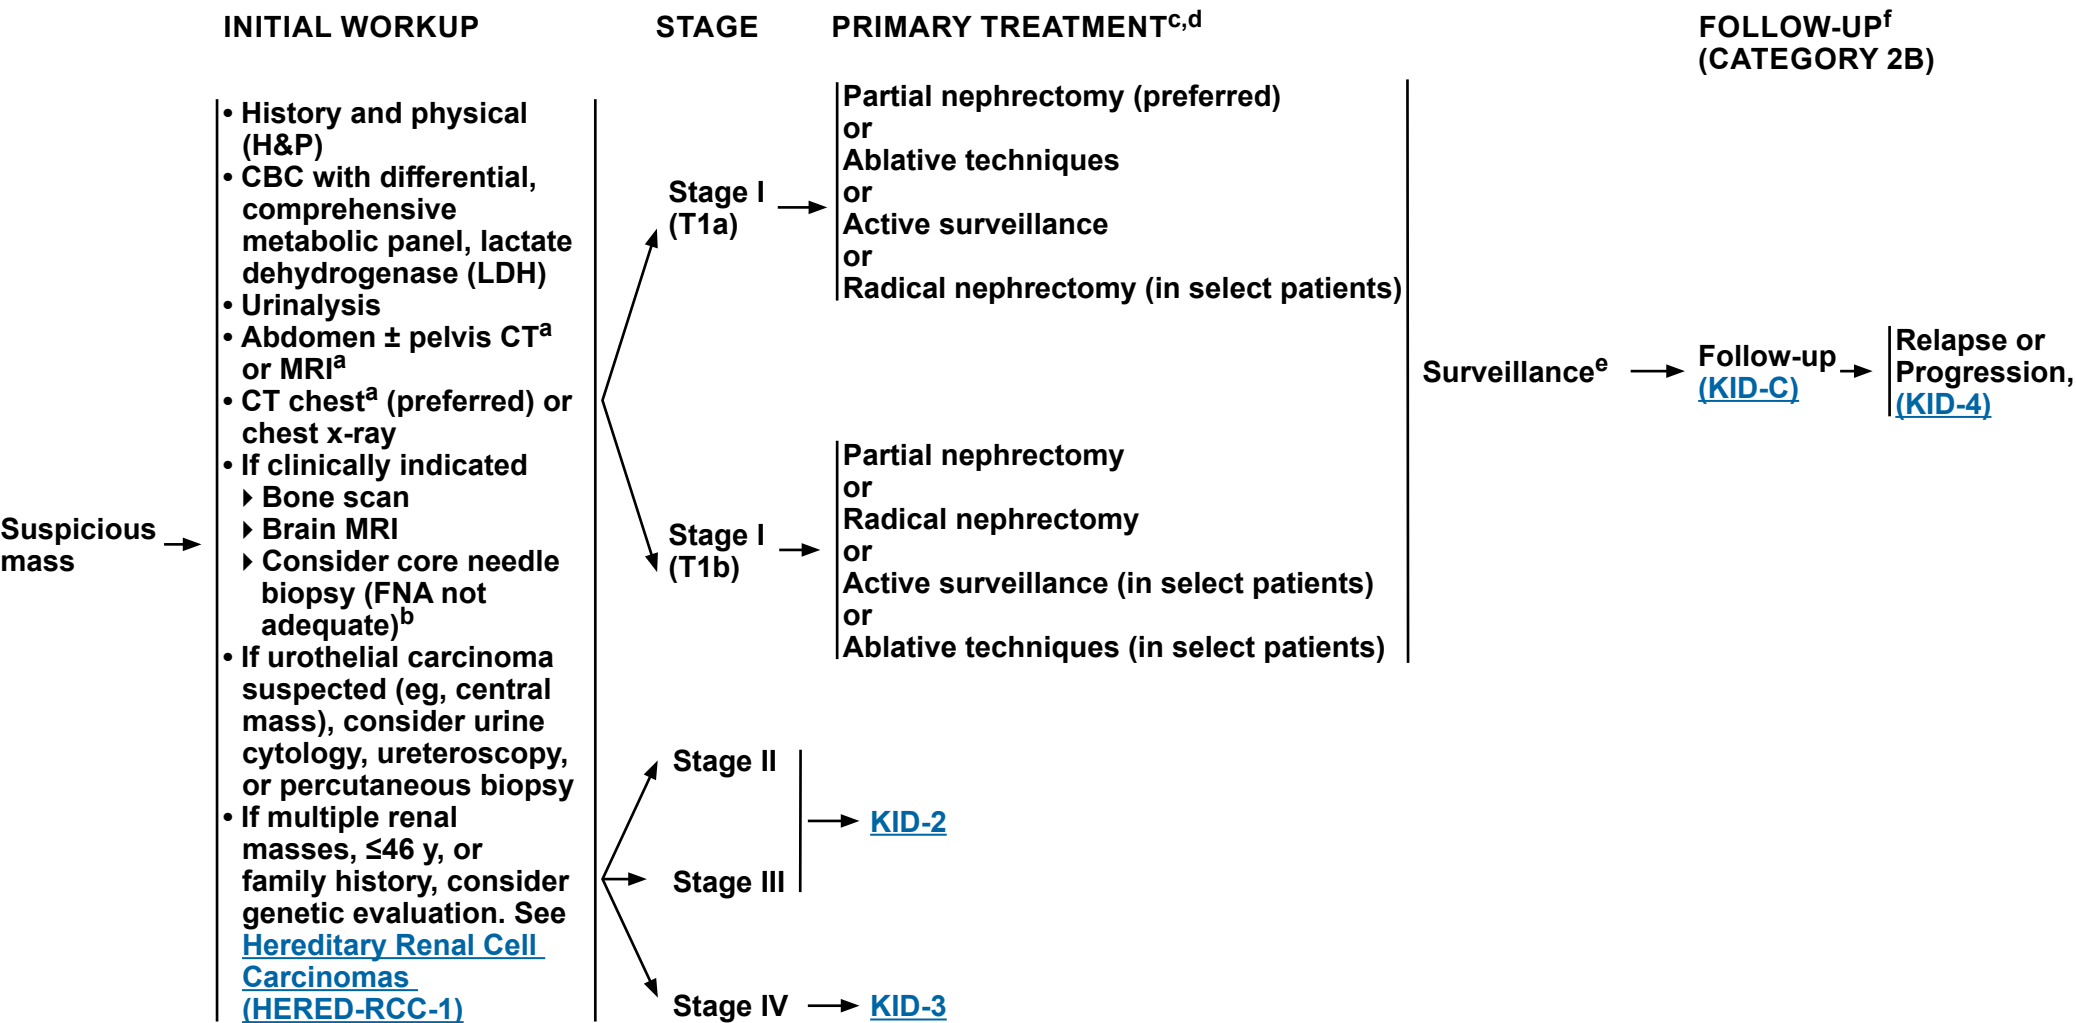 INITIAL WORKUP
STAGE
PRIMARY TREATMENTc,d
FOLLOW-UPf
(CATEGORY 2B)
Suspicious
mass
• History and physical
(H&P)
• CBC with differential,
comprehensive
metabolic panel, lactate
dehydrogenase (LDH)
• Urinalysis
• Abdomen ± pelvis CTa
or MRIa
• CT chesta (preferred) or
chest x-ray
• If clinically indicated
Bone scan
Brain MRI
Consider core needle
biopsy (FNA not
adequate)b
• If urothelial carcinoma
suspected (eg, central
mass), consider urine
cytology, ureteroscopy,
or percutaneous biopsy
• If multiple renal
masses, ≤46 y, or
family history, consider
genetic evaluation. See
Hereditary Renal Cell
Carcinomas
(HERED-RCC-1)
Stage I
(T1a)
Partial nephrectomy (preferred)
or
Ablative techniques
or
Active surveillance
or
Radical nephrectomy (in select patients)
Stage I
(T1b)
Partial nephrectomy
or
Radical nephrectomy
or
Active surveillance (in select patients)
or
Ablative techniques (in select patients)
Surveillancee
Follow-up
(KID-C)
Relapse or
Progression,
(KID-4)
Stage II
Stage III
KID-2
Stage IV
KID-3